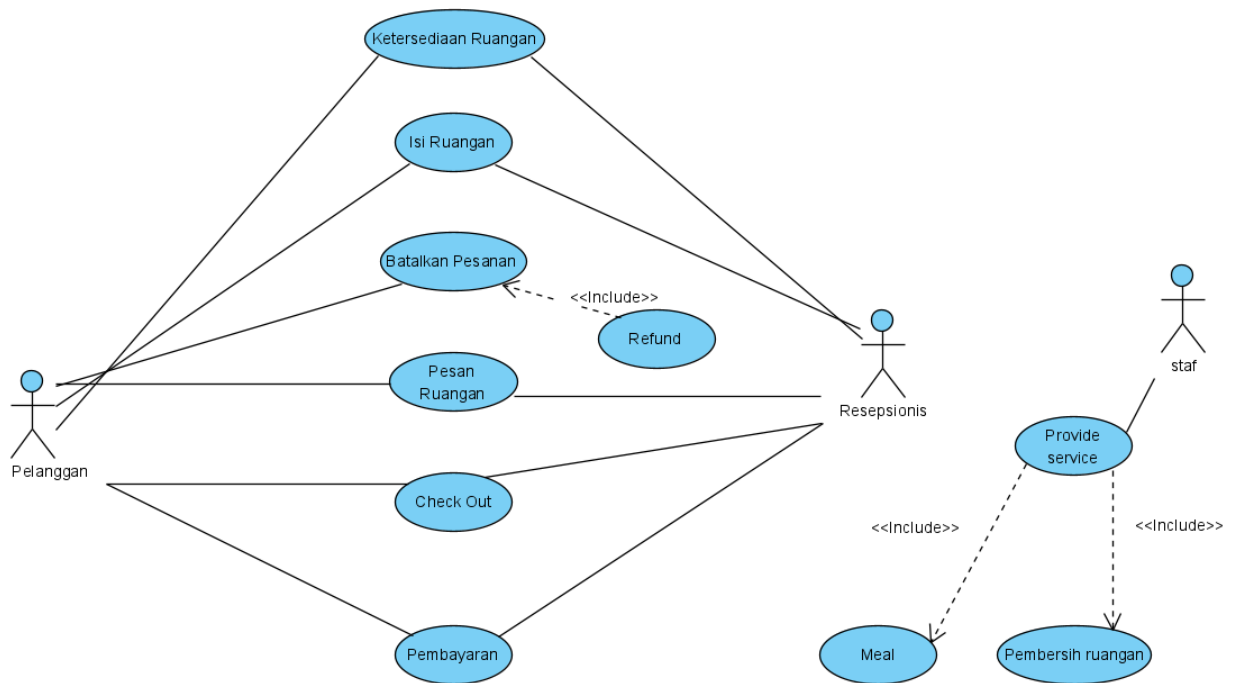 Ketersediaan Ruangan
Isi Ruangan
Batalkan Pesanan
<<Include>>
Refund
Pesan
Ruangan
Pelanggan
Resepsionis
staf
Provide
service
Check Out
<<Include>>
<<Include>>
Pembayaran
Meal
Pembersih ruangan